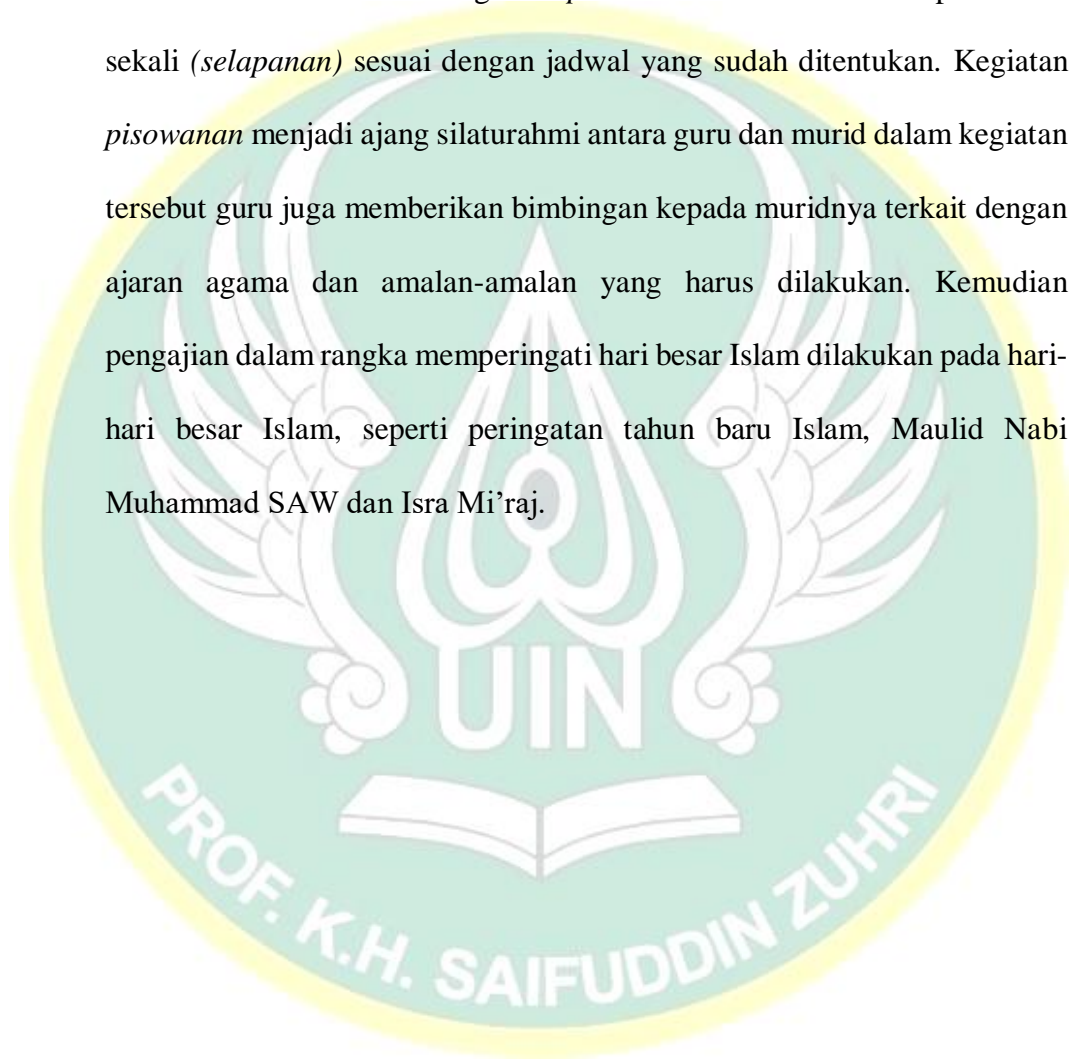 sekali (selapanan) sesuai dengan jadwal yang sudah ditentukan. Kegiatan
pisowanan menjadi ajang silaturahmi antara guru dan murid dalam kegiatan
tersebut guru juga memberikan bimbingan kepada muridnya terkait dengan
ajaran agama dan amalan-amalan yang harus dilakukan. Kemudian
pengajian dalam rangka memperingati hari besar Islam dilakukan pada hari-
hari besar Islam, seperti peringatan tahun baru Islam, Maulid Nabi
Muhammad SAW dan Isra Mi’raj.
UIN
PROF. K.H. SAIFUDDIN ZUHRI